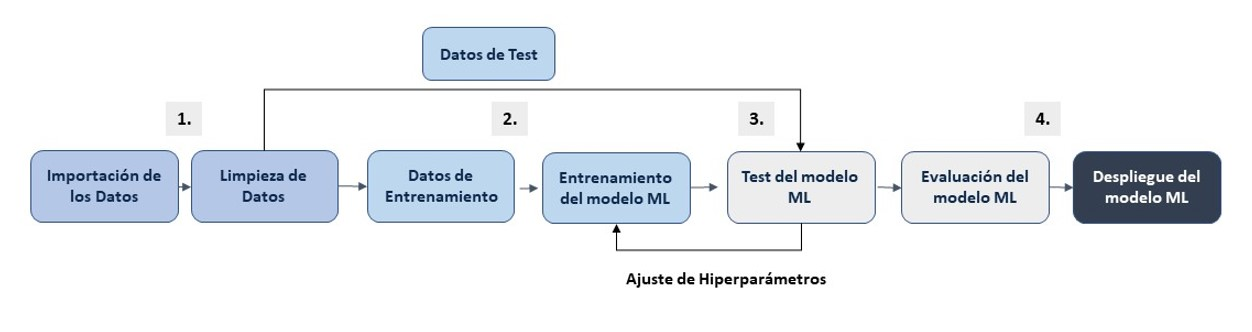 Datos de Test
1.
2.
3.
4.
Importación de
los Datos
Limpieza de
Datos
Datos de
Entrenamiento
Entrenamiento
del modelo ML
Test del modelo
ML
Evaluación del
modelo ML
Despliegue del
modelo ML
Ajuste de Hiperparámetros